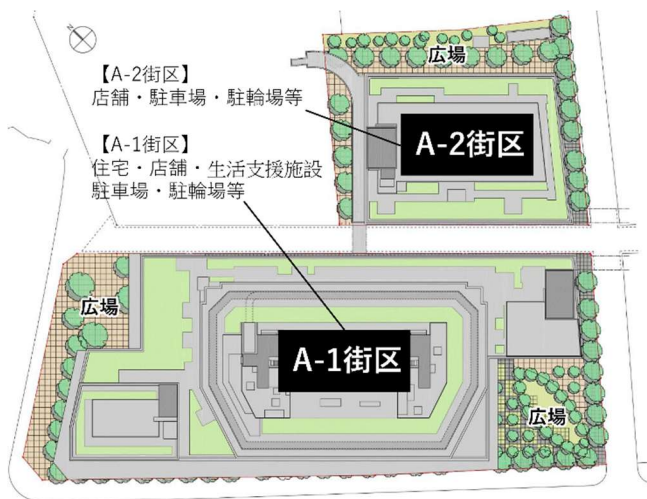 広場
【A-2街区】
店舗・駐車場・駐輪場等
A-2街区
【A-1街区】
住宅・店舗・生活支援施設
駐車場・駐輪場等
広場
A-1街区
広場